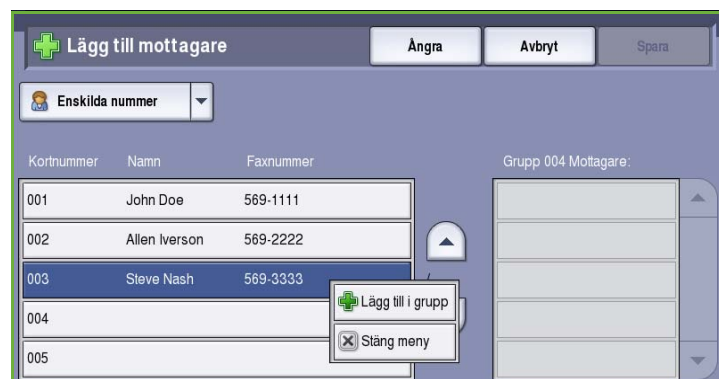 Lägg till mottagare
Ångra
Avbryt
Spara
Enskilda nummer
Kortnummer Namn Faxnummer
Grupp 004 Mottagare:
001 John Doe 569-1111
002 Allen Iverson 569-2222
003 Steve Nash 569-3333
Lägg till i grupp
004
Stäng meny
005